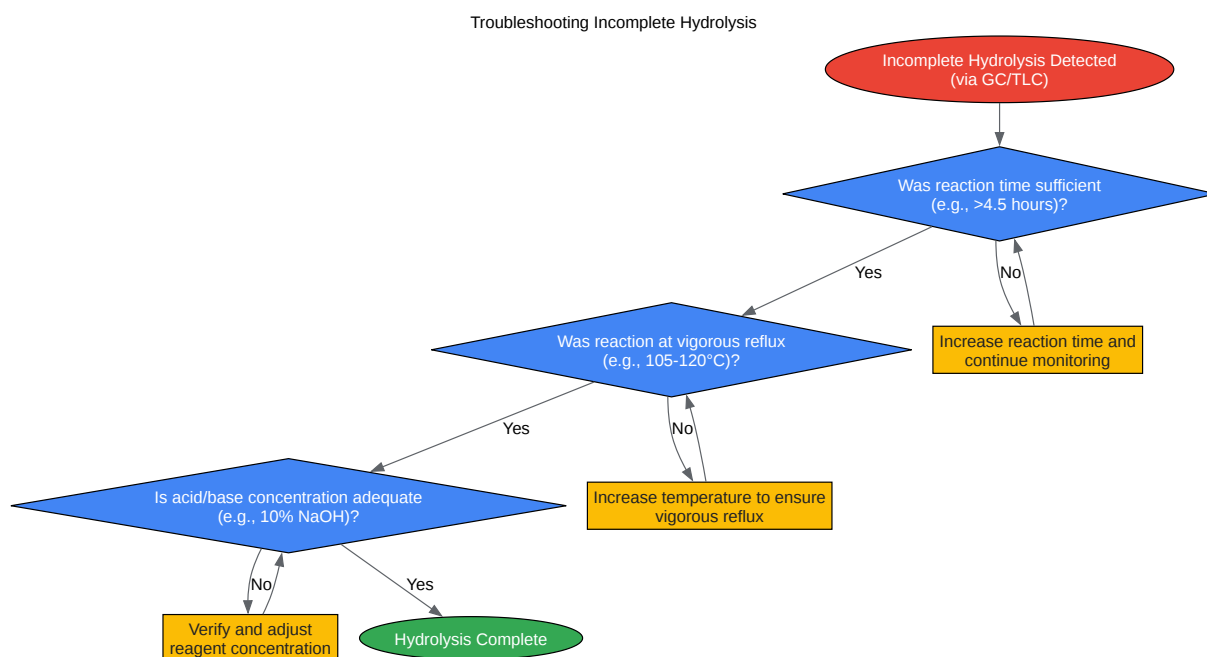 Troubleshooting Incomplete Hydrolysis
Incomplete Hydrolysis Detected
(via GC/TLC)
Was reaction time sufficient
(e.g., >4.5 hours)?
Yes
No
Increase reaction time and
continue monitoring
Was reaction at vigorous reflux
(e.g., 105-120°C)?
Yes
No
Increase temperature to ensure
vigorous reflux
Is acid/base concentration adequate
(e.g., 10% NaOH)?
No
Yes
Verify and adjust
reagent concentration
Hydrolysis Complete